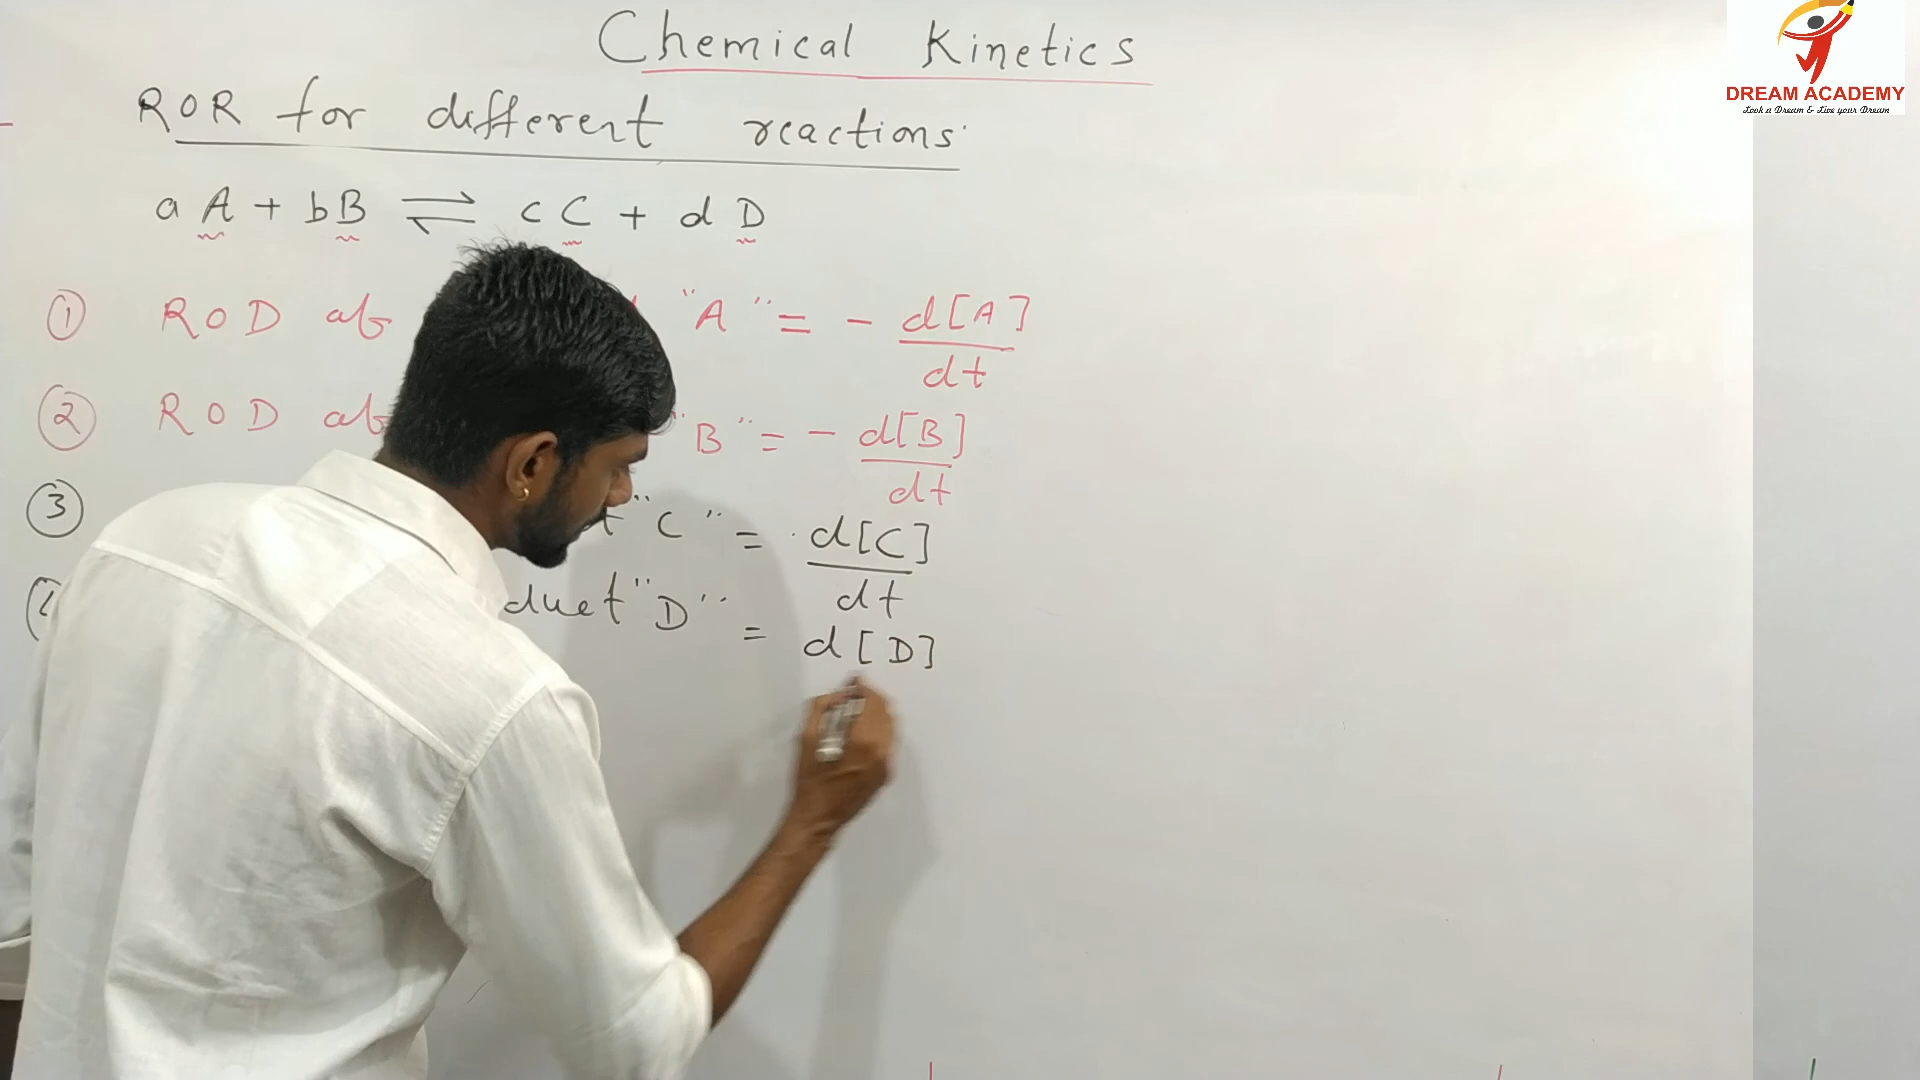 Chemical Kinetics
DREAM ACADEMY
Look a Dream & Live your Dream
ROR for different reactions
a A + b B ⇌ c C + d D
① ROD of "A" = - d[A]
dt
② ROD of "B" = - d[B]
dt
③ "C" = d[C]
dt
duct "D" = d[D]